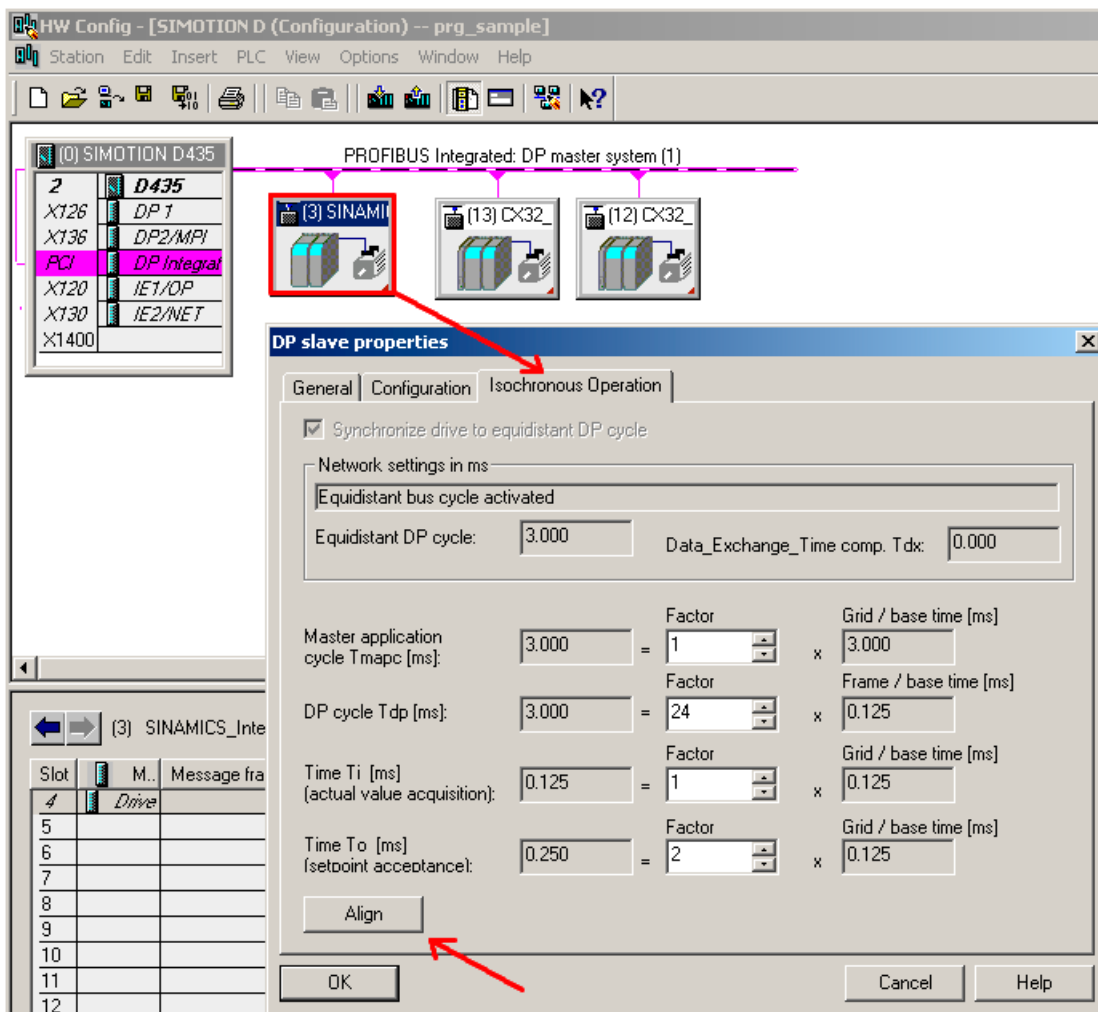 HW Config - [SIMOTION D (Configuration) -- prg_sample]
Station Edit Insert PLC View Options Window Help
(0) SIMOTION D435
2 D435
X126 DP 1
X136 DP2/MPI
PCI DP Integrat
X120 IE1/OP
X130 IE2/NET
X1400
PROFIBUS Integrated: DP master system (1)
(3) SINAMI
(13) CX32_
(12) CX32_
DP slave properties
General Configuration Isochronous Operation
Synchronize drive to equidistant DP cycle
Network settings in ms
Equidistant bus cycle activated
Equidistant DP cycle: 3.000 Data_Exchange_Time comp. Tdx: 0.000
Factor Grid / base time [ms]
Master application
cycle Tmapc [ms]: 3.000 = 1 x 3.000
Factor Frame / base time [ms]
DP cycle Tdp [ms]: 3.000 = 24 x 0.125
Factor Grid / base time [ms]
Time Ti [ms]
(actual value acquisition): 0.125 = 1 x 0.125
Factor Grid / base time [ms]
Time To [ms]
(setpoint acceptance): 0.250 = 2 x 0.125
Align
OK Cancel Help
(3) SINAMICS_Inte
Slot M.. Message fra
4 Drive
5
6
7
8
9
10
11
12